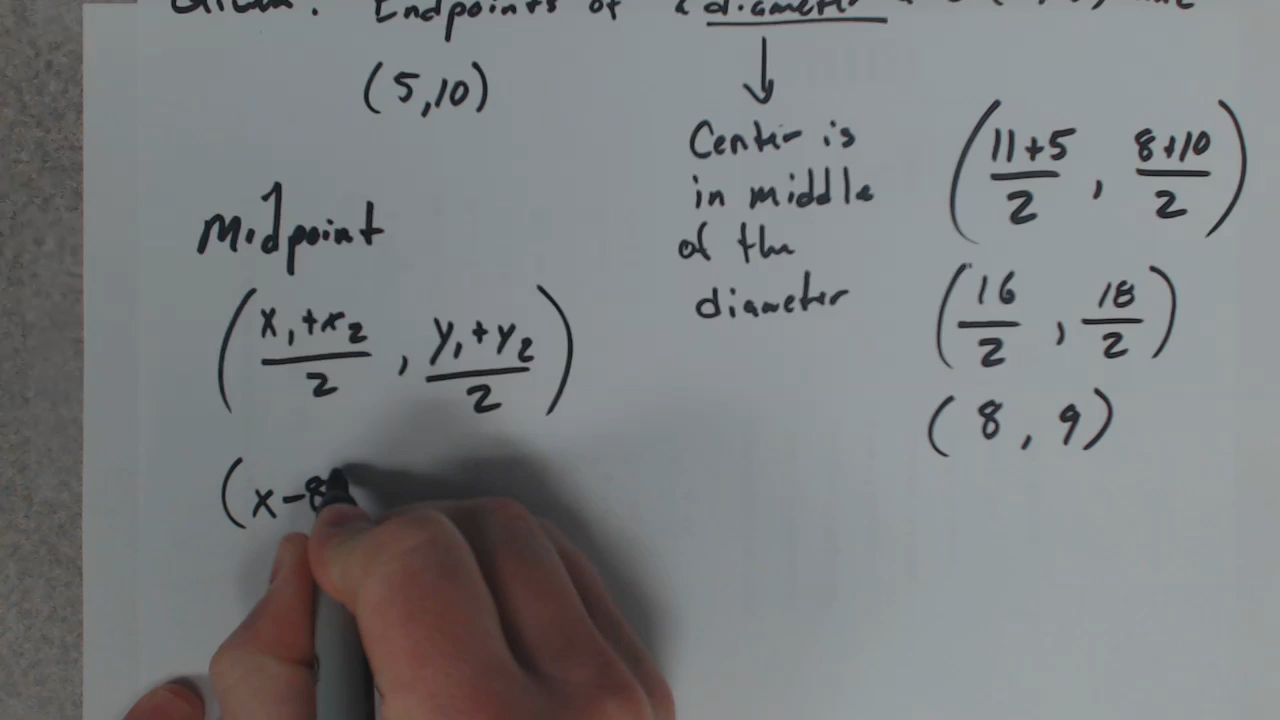 Endpoints of a diameter
(5,10)
Midpoint
(x₁+x₂/2, y₁+y₂/2)
(x-8
Center is
in middle
of the
diameter
(11+5/2, 8+10/2)
(16/2, 18/2)
(8, 9)